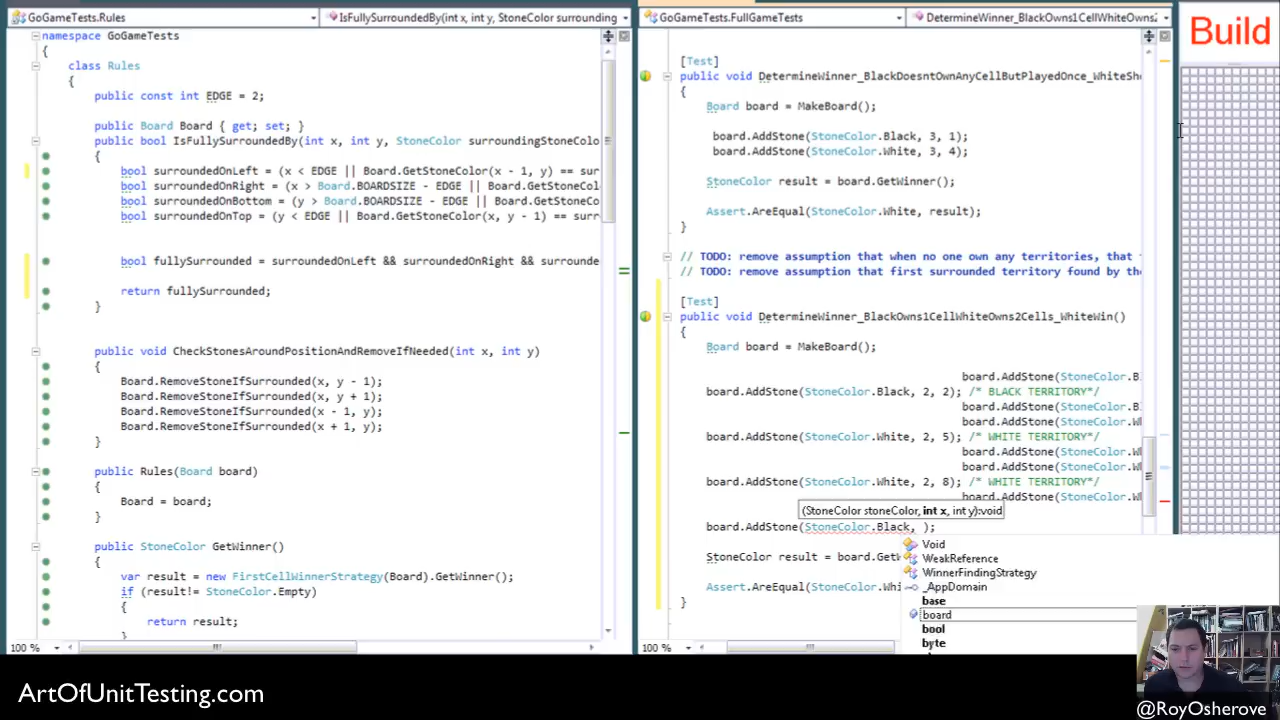 GoGameTests.Rules
IsFullySurroundedBy(int x, int y, StoneColor surrounding
namespace GoGameTests
{
class Rules
{
public const int EDGE = 2;
public Board Board { get; set; }
public bool IsFullySurroundedBy(int x, int y, StoneColor surroundingStoneColo
{
bool surroundedOnLeft = (x < EDGE || Board.GetStoneColor(x - 1, y) == sur
bool surroundedOnRight = (x > Board.BOARDSIZE - EDGE || Board.GetStoneCol
bool surroundedOnBottom = (y > Board.BOARDSIZE - EDGE || Board.GetStoneCo
bool surroundedOnTop = (y < EDGE || Board.GetStoneColor(x, y - 1) == surr
bool fullySurrounded = surroundedOnLeft && surroundedOnRight && surrounde
return fullySurrounded;
}
public void CheckStonesAroundPositionAndRemoveIfNeeded(int x, int y)
{
Board.RemoveStoneIfSurrounded(x, y - 1);
Board.RemoveStoneIfSurrounded(x, y + 1);
Board.RemoveStoneIfSurrounded(x - 1, y);
Board.RemoveStoneIfSurrounded(x + 1, y);
}
public Rules(Board board)
{
Board = board;
}
public StoneColor GetWinner()
{
var result = new FirstCellWinnerStrategy(Board).GetWinner();
if (result!= StoneColor.Empty)
{
return result;
}
100 %
GoGameTests.FullGameTests
DetermineWinner_BlackOwns1CellWhiteOwns2
[Test]
public void DetermineWinner_BlackDoesntOwnAnyCellButPlayedOnce_WhiteSho
{
Board board = MakeBoard();
board.AddStone(StoneColor.Black, 3, 1);
board.AddStone(StoneColor.White, 3, 4);
StoneColor result = board.GetWinner();
Assert.AreEqual(StoneColor.White, result);
}
// TODO: remove assumption that when no one own any territories, that
// TODO: remove assumption that first surrounded territory found by the
[Test]
public void DetermineWinner_BlackOwns1CellWhiteOwns2Cells_WhiteWin()
{
Board board = MakeBoard();
board.AddStone(StoneColor.B
board.AddStone(StoneColor.Black, 2, 2); /* BLACK TERRITORY*/
board.AddStone(StoneColor.B
board.AddStone(StoneColor.W
board.AddStone(StoneColor.White, 2, 5); /* WHITE TERRITORY*/
board.AddStone(StoneColor.W
board.AddStone(StoneColor.W
board.AddStone(StoneColor.White, 2, 8); /* WHITE TERRITORY*/
board.AddStone(StoneColor.W
(StoneColor stoneColor, int x, int y):void
board.AddStone(StoneColor.Black, );
Void
StoneColor result = board.GetW
WeakReference
WinnerFindingStrategy
Assert.AreEqual(StoneColor.Whi
_AppDomain
}
base
board
bool
byte
100 %
Build
ArtOfUnitTesting.com
@RoyOsherove